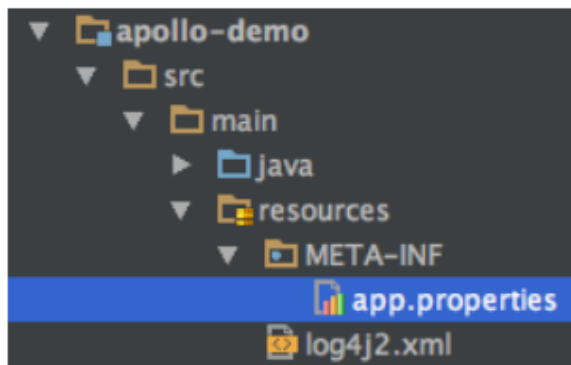 apollo-demo
src
main
java
resources
META-INF
app.properties
log4j2.xml